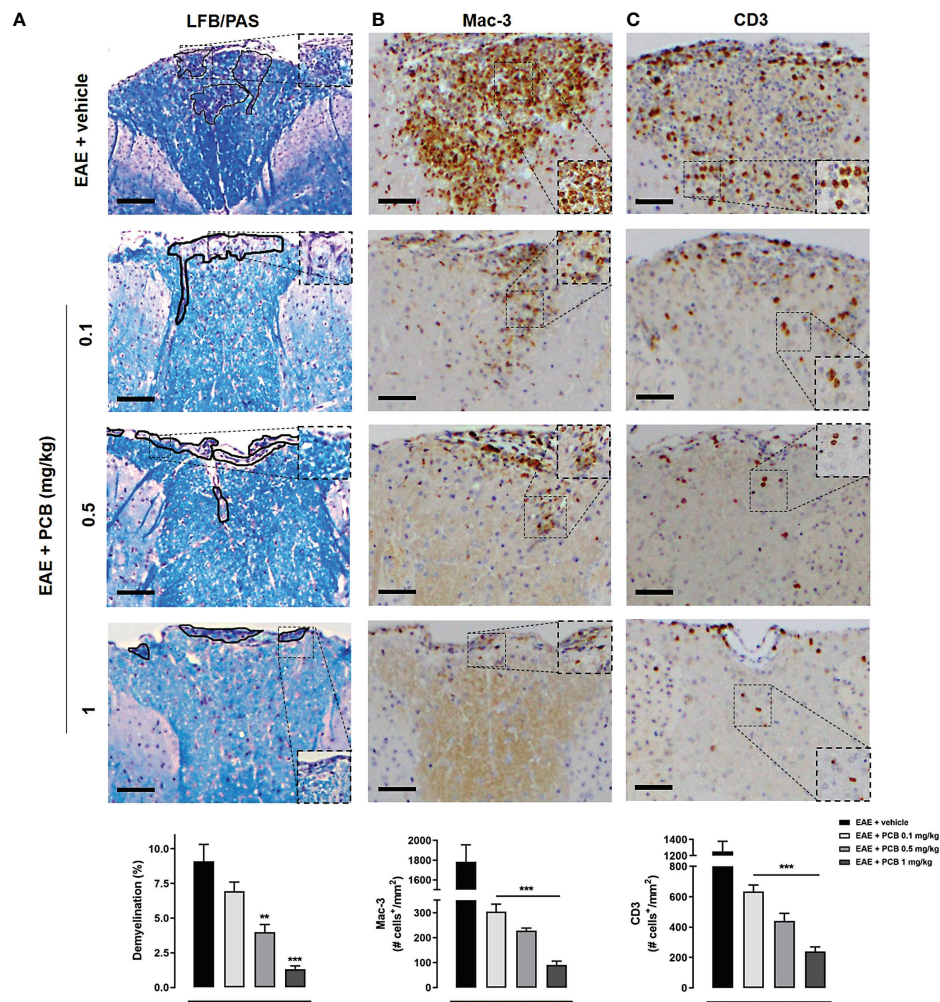 A
LFB/PAS
B
Mac-3
C
CD3
EAE + vehicle
EAE + PCB (mg/kg)
0.1
0.5
1
Demyelination (%)
10.0
7.5
5.0
2.5
0.0
**
***
Mac-3
(# cells+/mm²)
2000
1800
1600
300
200
100
0
***
CD3
(# cells+/mm²)
1400
1200
800
600
400
200
0
***
EAE + vehicle
EAE + PCB 0.1 mg/kg
EAE + PCB 0.5 mg/kg
EAE + PCB 1 mg/kg